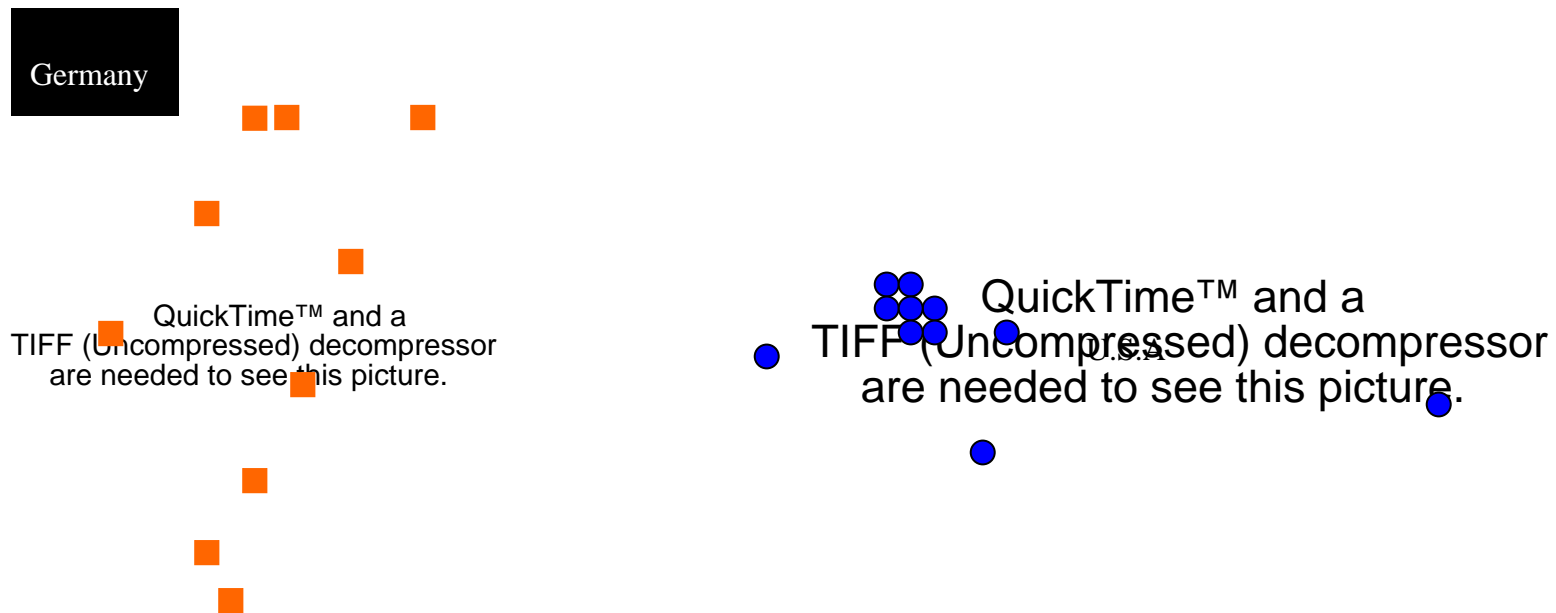 Germany
QuickTime™ and a
TIFF (Uncompressed) decompressor
are needed to see this picture.
QuickTime™ and a
TIFF (Uncompressed) decompressor
U.S.A
are needed to see this picture.